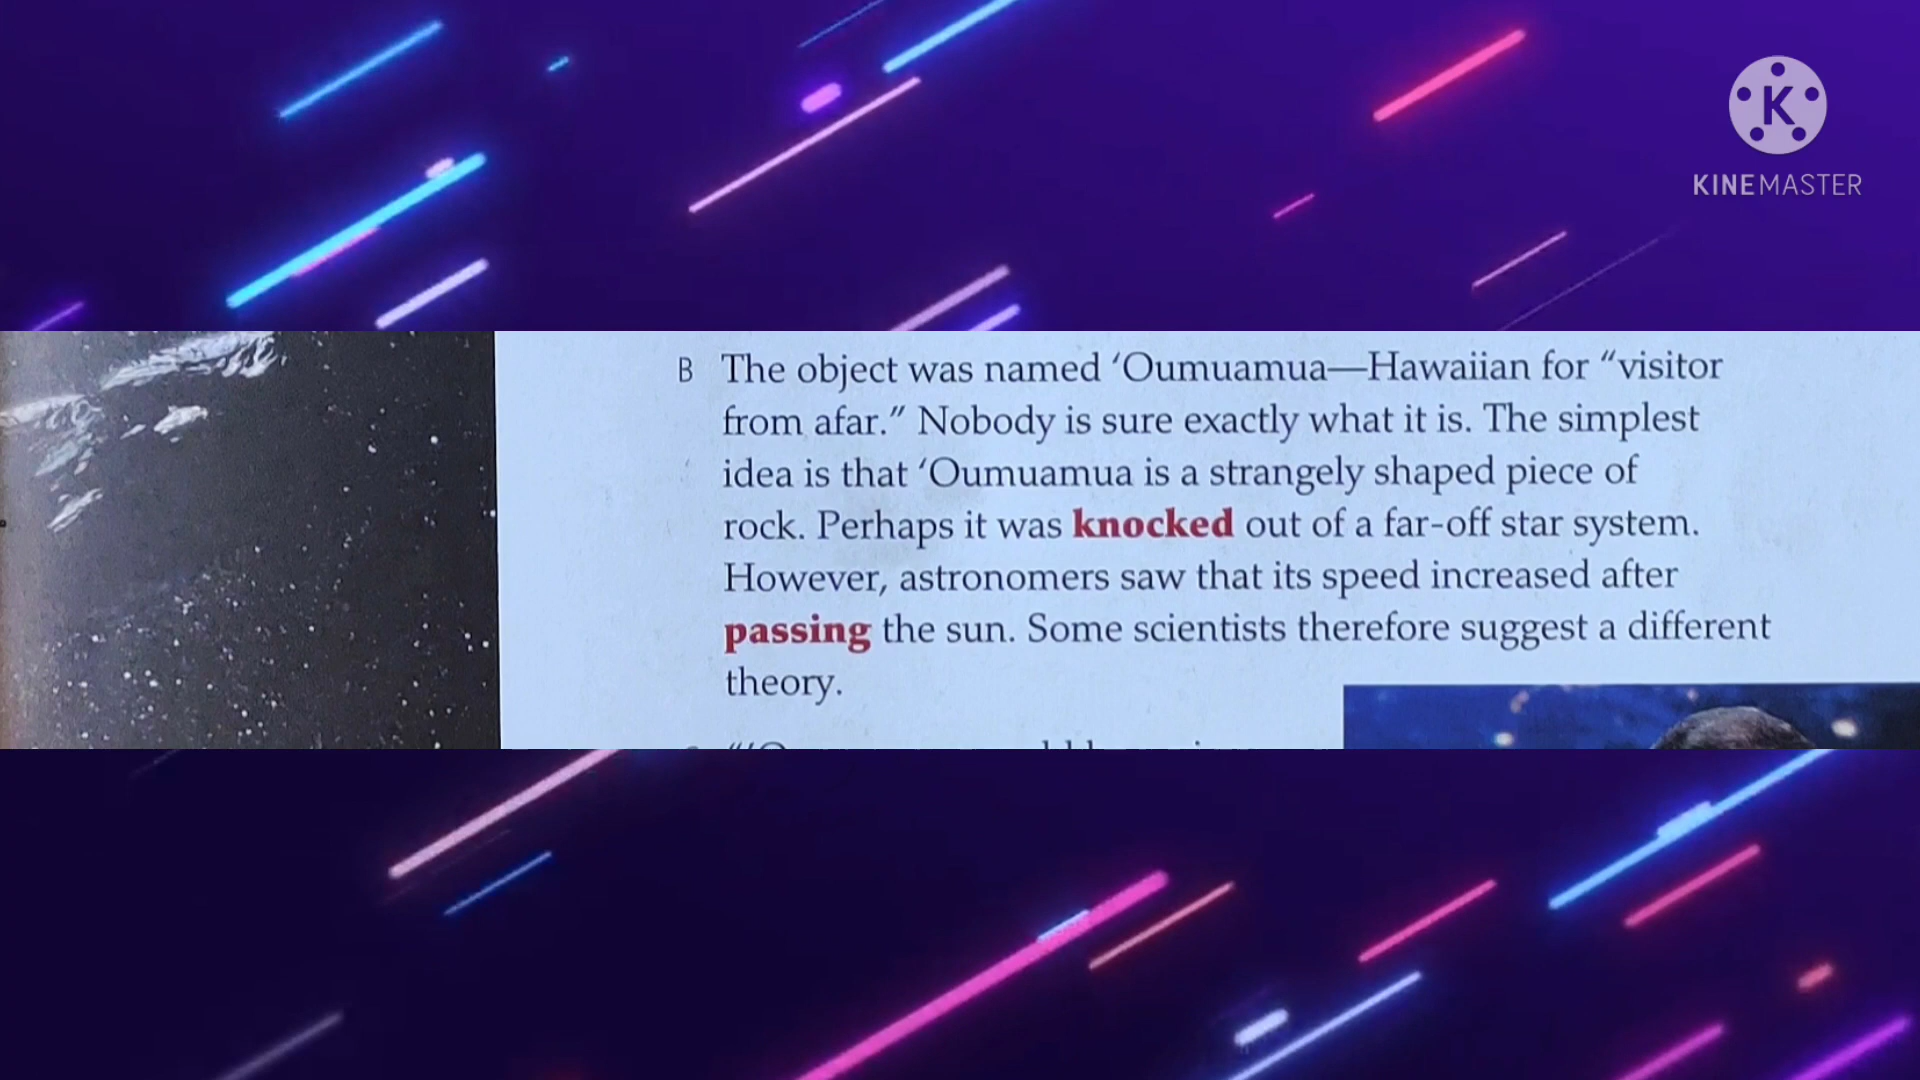 K
KINEMASTER
B The object was named ‘Oumuamua—Hawaiian for “visitor
from afar.” Nobody is sure exactly what it is. The simplest
idea is that ‘Oumuamua is a strangely shaped piece of
rock. Perhaps it was knocked out of a far-off star system.
However, astronomers saw that its speed increased after
passing the sun. Some scientists therefore suggest a different
theory.